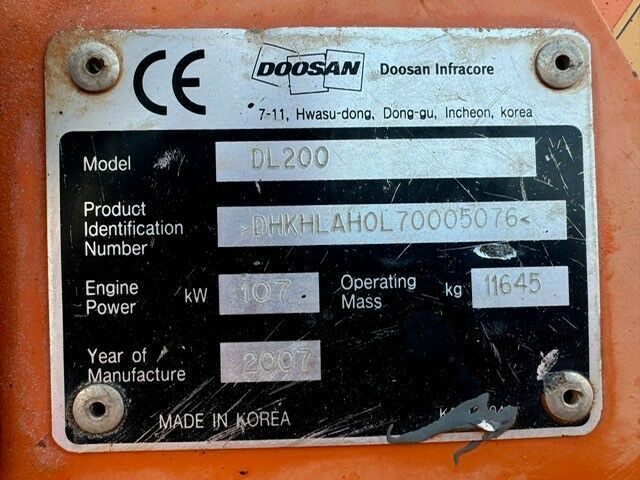 CE
DOOSAN Doosan Infracore
7-11, Hwasu-dong, Dong-gu, Incheon, korea
Model DL200
Product Identification Number >DHKHLAH0L70005076<
Engine Power kW 107 Operating Mass kg 11645
Year of Manufacture 2007
MADE IN KOREA